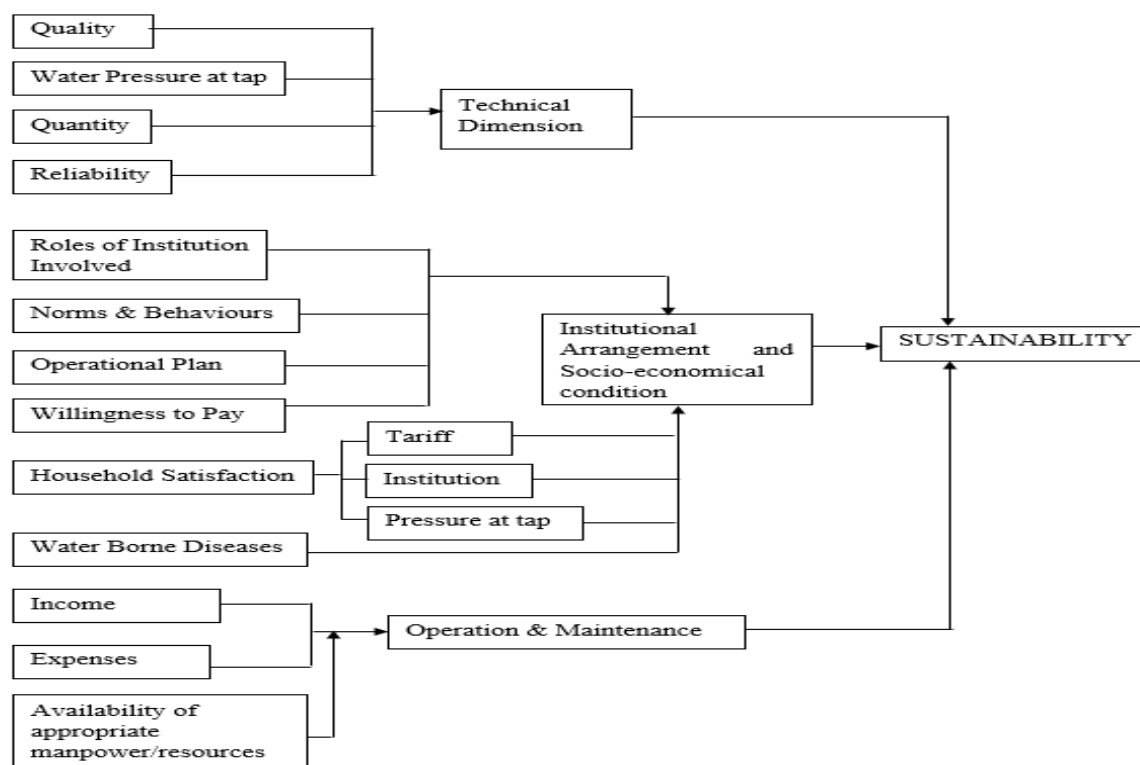 Quality
Water Pressure at tap
Quantity
Reliability
Technical
Dimension
Roles of Institution
Involved
Norms & Behaviours
Operational Plan
Willingness to Pay
Household Satisfaction
Tariff
Institution
Pressure at tap
Water Borne Diseases
Institutional
Arrangement and
Socio-economical
condition
SUSTAINABILITY
Income
Expenses
Availability of
appropriate
manpower/resources
Operation & Maintenance